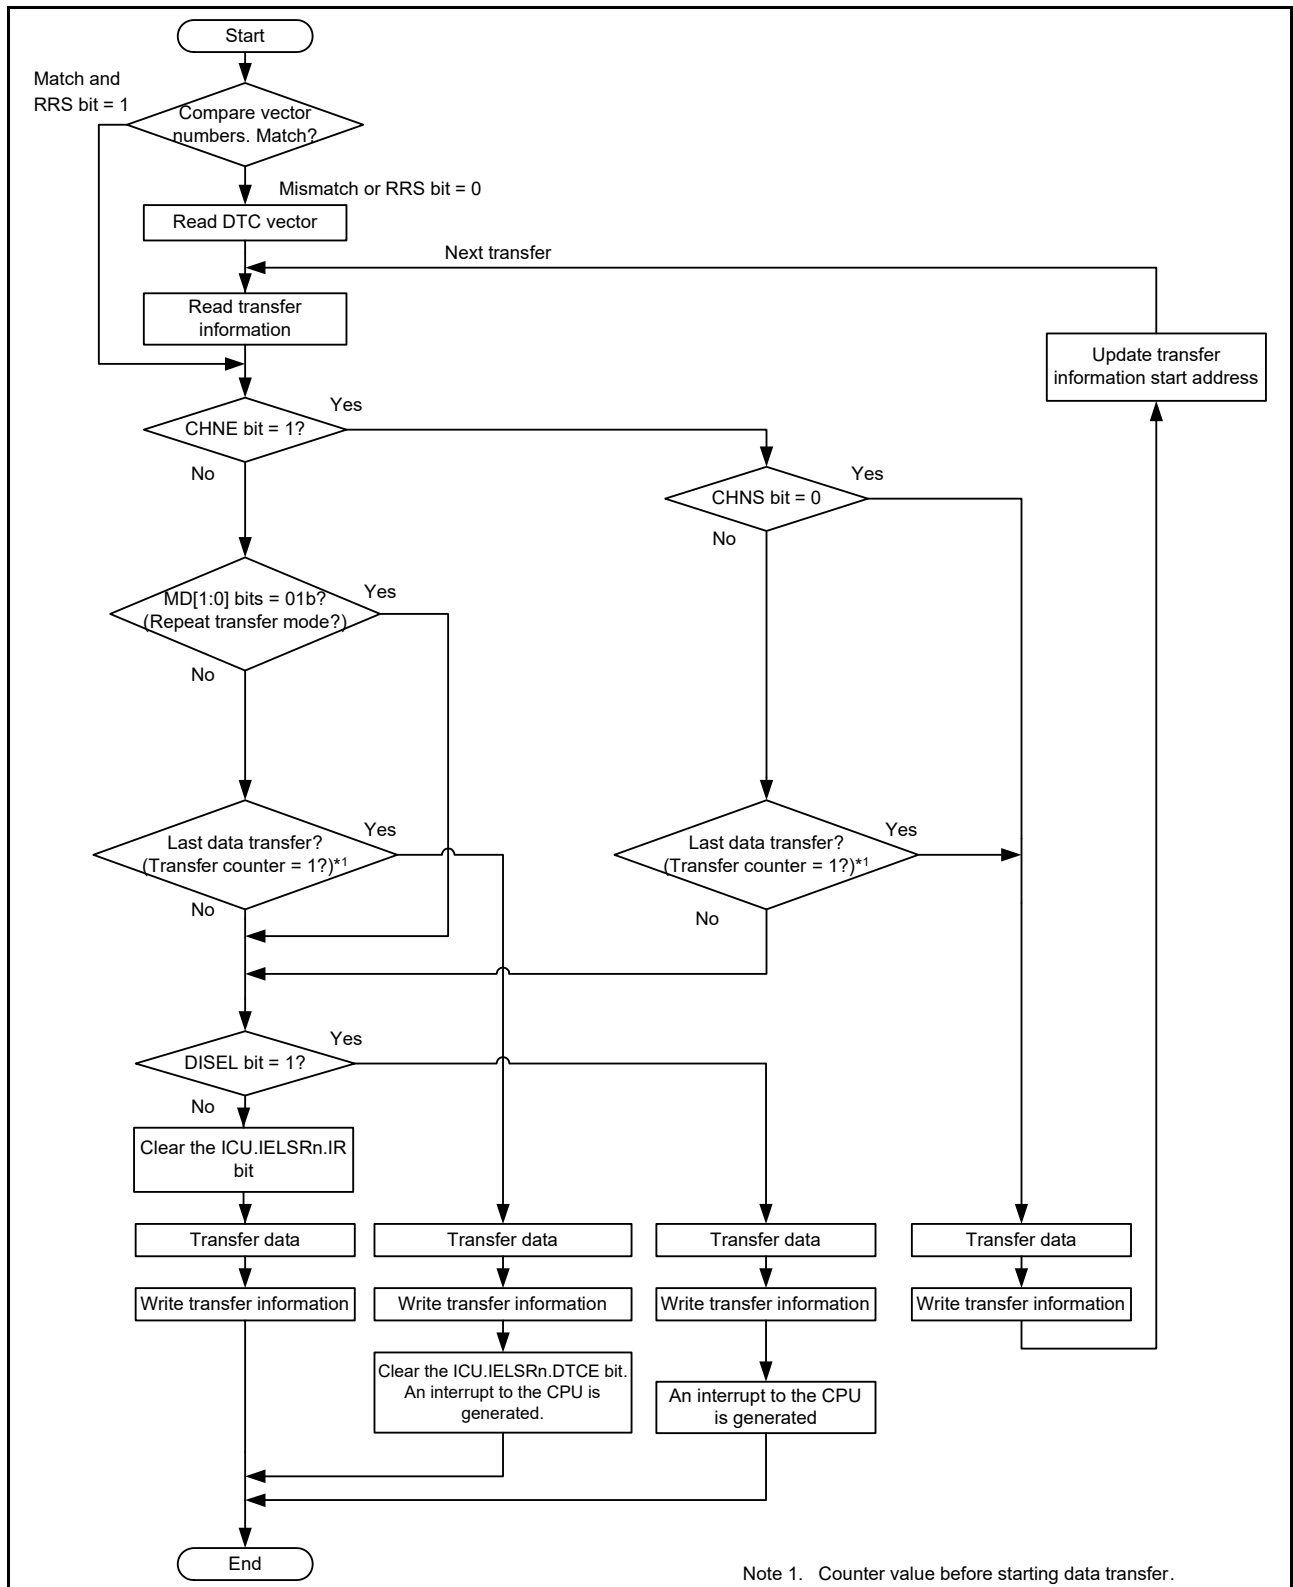 Start
Match and
RRS bit = 1
Compare vector
numbers. Match?
Mismatch or RRS bit = 0
Read DTC vector
Next transfer
Read transfer
information
Update transfer
information start address
Yes
CHNE bit = 1?
No
Yes
CHNS bit = 0
No
Yes
MD[1:0] bits = 01b?
(Repeat transfer mode?)
No
Yes
Last data transfer?
(Transfer counter = 1?)*1
No
Yes
Last data transfer?
(Transfer counter = 1?)*1
No
Yes
DISEL bit = 1?
No
Clear the ICU.IELSRn.IR
bit
Transfer data
Transfer data
Transfer data
Transfer data
Write transfer information
Write transfer information
Write transfer information
Write transfer information
Clear the ICU.IELSRn.DTCE bit.
An interrupt to the CPU is
generated.
An interrupt to the CPU
is generated
End
Note 1. Counter value before starting data transfer.